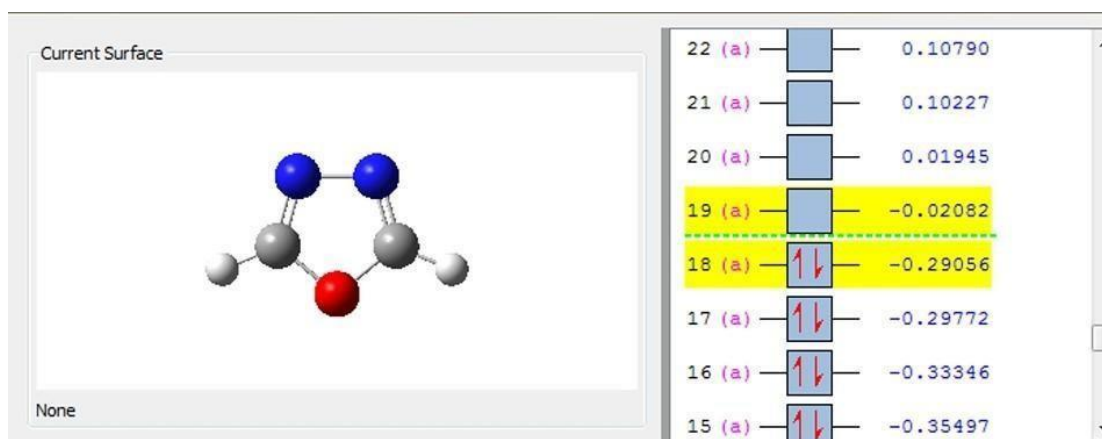 Current Surface
None
22 (a) 0.10790
21 (a) 0.10227
20 (a) 0.01945
19 (a) -0.02082
18 (a) -0.29056
17 (a) -0.29772
16 (a) -0.33346
15 (a) -0.35497